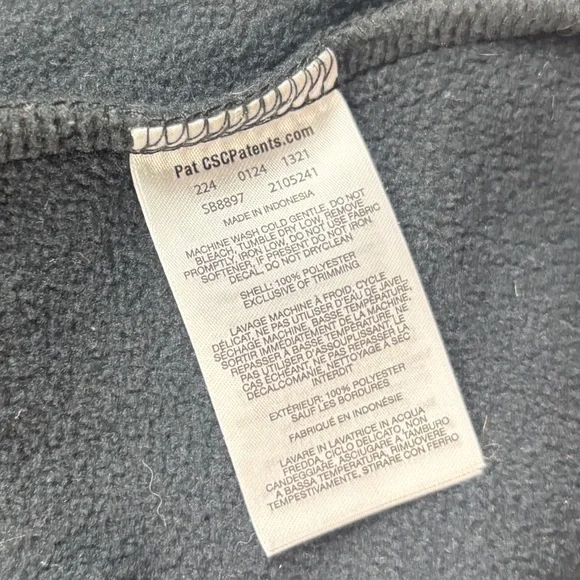 Pat CSCPatents.com
224 0124 1321
SB8897 2105241
MADE IN INDONESIA
MACHINE WASH COLD GENTLE, DO NOT
BLEACH, TUMBLE DRY LOW, REMOVE
PROMPTLY, IRON LOW, DO NOT USE FABRIC
SOFTENER, IF PRESENT DO NOT IRON
DECAL, DO NOT DRYCLEAN
SHELL: 100% POLYESTER
EXCLUSIVE OF TRIMMING
LAVAGE MACHINE À FROID, CYCLE
DÉLICAT, NE PAS UTILISER D'EAU DE JAVEL,
SÉCHAGE MACHINE, BASSE TEMPÉRATURE,
SORTIR IMMÉDIATEMENT DE LA MACHINE,
REPASSER À BASSE TEMPÉRATURE, NE
PAS UTILISER D'ASSOUPLISSANT, LE
CAS ÉCHÉANT NE PAS REPASSER LA
DÉCALCOMANIE, NETTOYAGE À SEC
INTERDIT
EXTÉRIEUR: 100% POLYESTER
SAUF LES BORDURES
FABRIQUÉ EN INDONÉSIE
LAVARE IN LAVATRICE IN ACQUA
FREDDA, CICLO DELICATO, NON
CANDEGGIARE, ASCIUGARE A TAMBURO
A BASSA TEMPERATURA, RIMUOVERE
TEMPESTIVAMENTE, STIRARE CON FERRO